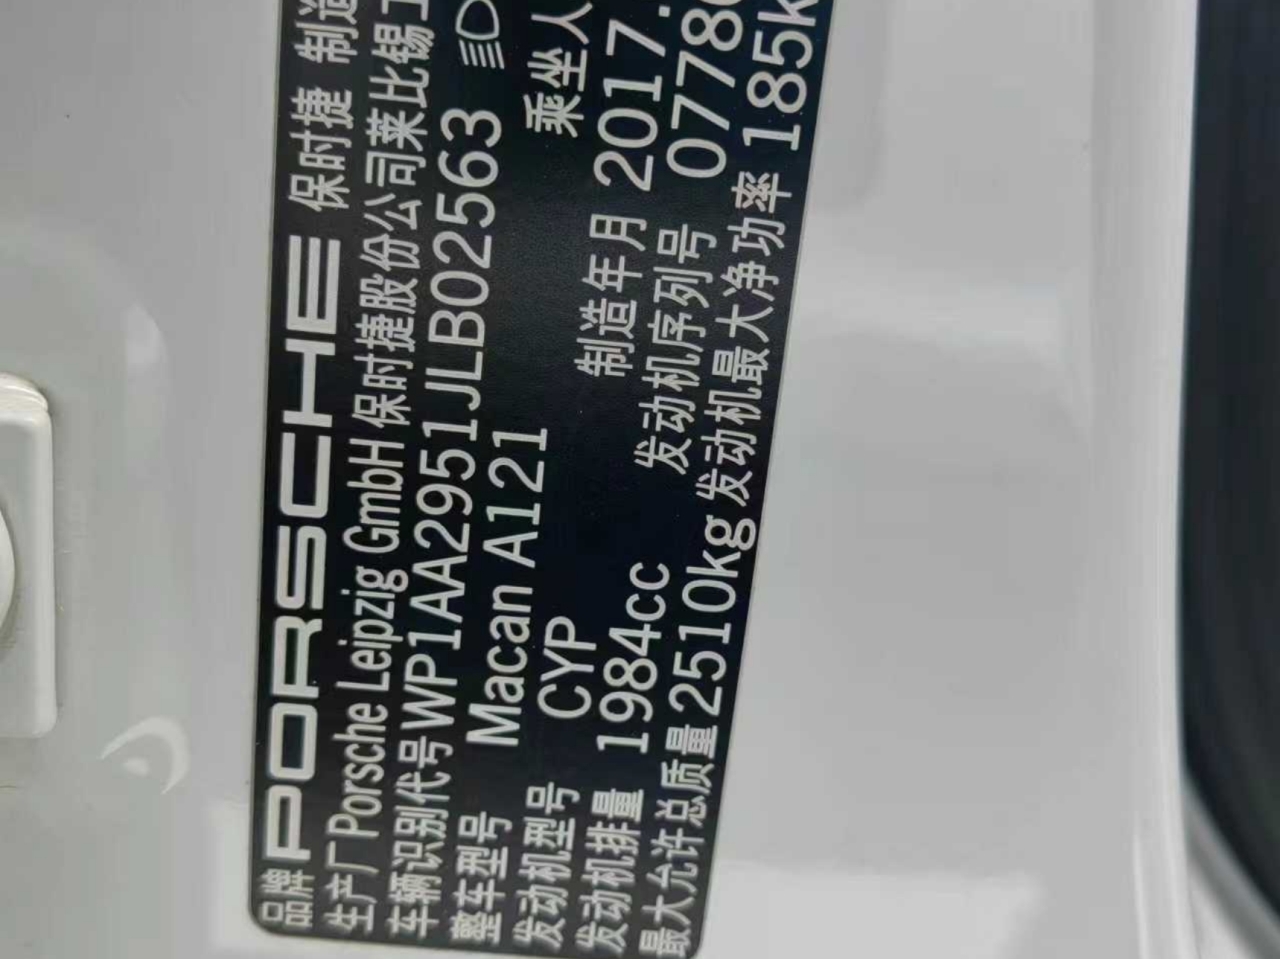 品牌 PORSCHE 保时捷 制造
生产厂 Porsche Leipzig GmbH 保时捷股份公司莱比锡工
车辆识别代号 WP1AA2951JLB02563
整车型号 Macan A121 乘坐人
发动机型号 CYP 制造年月 2017.
发动机排量 1984cc 发动机序列号 0778
最大允许总质量 2510kg 发动机最大净功率 185k